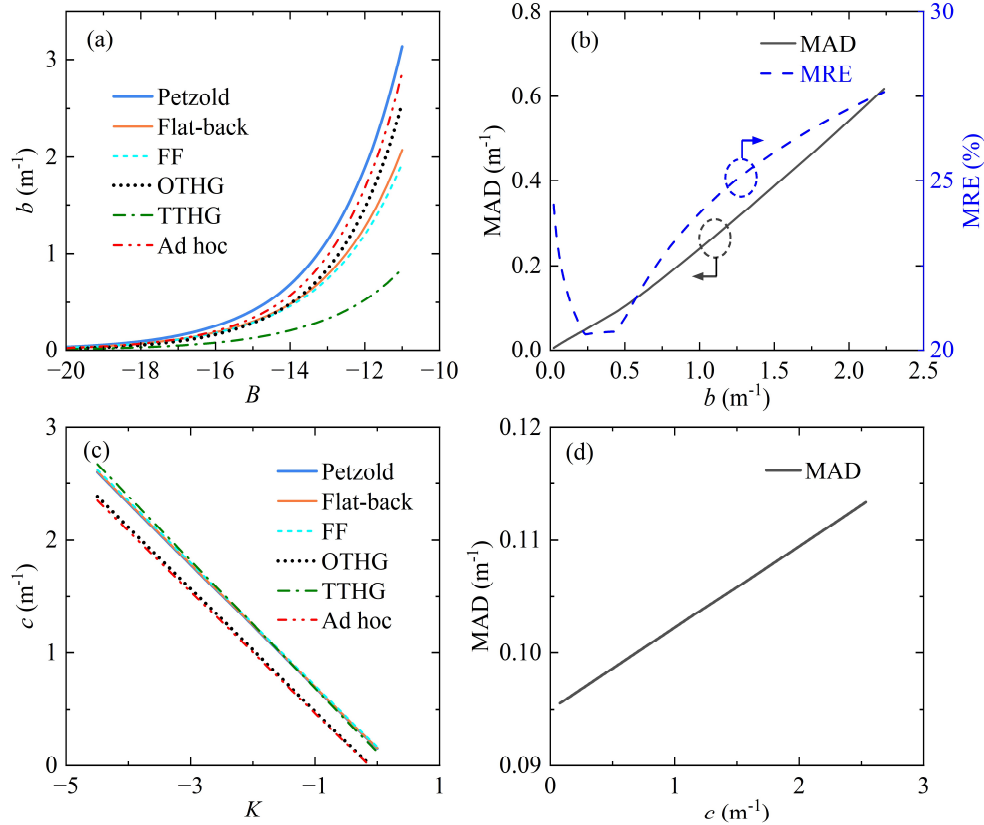 (a)
b (m⁻¹)
3
2
1
0
Petzold
Flat-back
FF
OTHG
TTHG
Ad hoc
−20
−18
−16
−14
−12
−10
B
(b)
MAD (m⁻¹)
0.8
0.6
0.4
0.2
0.0
MAD
MRE
30
25
20
MRE (%)
0.0
0.5
1.0
1.5
2.0
2.5
b (m⁻¹)
(c)
c (m⁻¹)
3
2
1
0
Petzold
Flat-back
FF
OTHG
TTHG
Ad hoc
−5
−3
−1
1
K
(d)
MAD (m⁻¹)
0.12
0.11
0.10
0.09
MAD
0
1
2
3
c (m⁻¹)